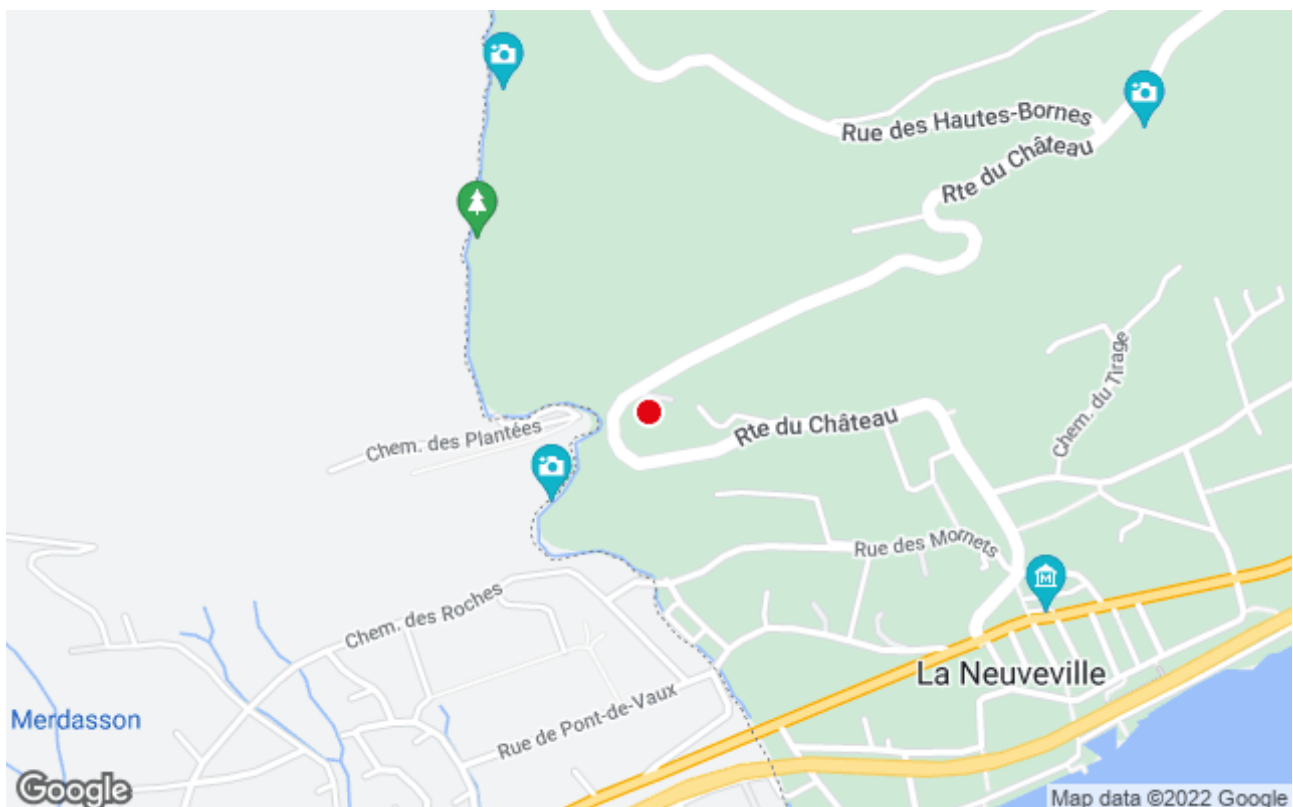 Rue des Hautes-Bornes
Rte du Château
Chem. du Tirage
Rte du Château
Chem. des Plantées
Rue des Mornets
M
Chem. des Roches
La Neuveville
Rue de Pont-de-Vaux
Merdasson
Google
Map data ©2022 Google